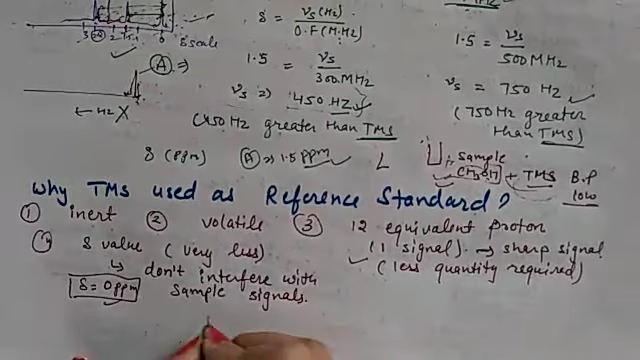 δ = νs (Hz) / O.F (MHz)
1.5 = νs / 500 MHz
δ scale
A ⇒
1.5 = νs / 300 MHz
νs = 750 Hz
νs ⇒ 450 HZ
← HZ X
(750 Hz greater than TMS)
(450 Hz greater than TMS
δ (ppm) A ⇒ 1.5 ppm
Sample (CH3OH) + TMS B.P low
Why TMS used as Reference Standard?
1 inert 2 volatile 3 12 equivalent proton
(1 signal) → sharp signal
(less quantity required)
4 δ value (very less)
↳ don't interfere with
δ = 0 ppm Sample signals.